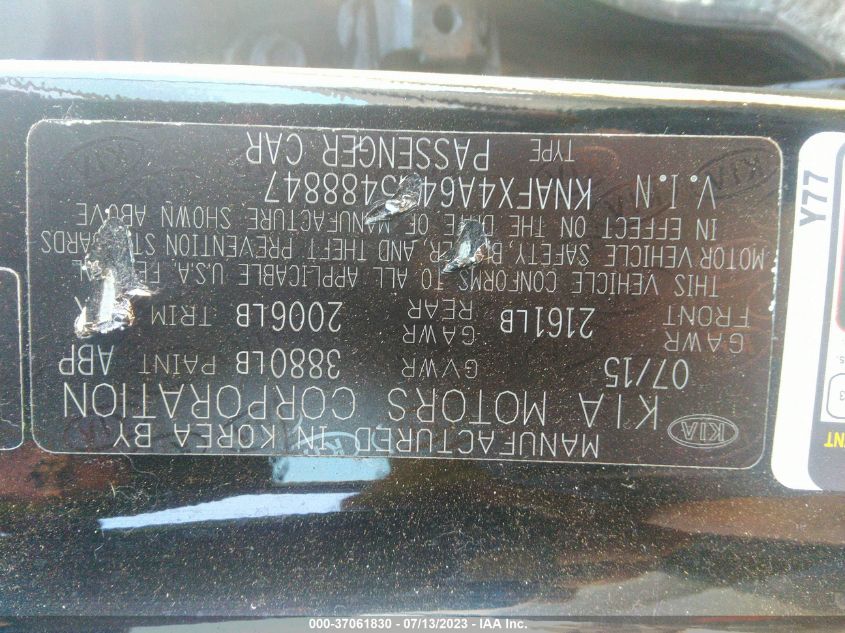 KIA
MANUFACTURED IN KOREA BY
KIA MOTORS CORPORATION
07/15 GVWR 3880LB PAINT ABP
GAWR FRONT 2161LB GAWR REAR 2006LB TRIM
THIS VEHICLE CONFORMS TO ALL APPLICABLE U.S.A.
MOTOR VEHICLE SAFETY, AND THEFT PREVENTION
IN EFFECT ON THE DATE OF MANUFACTURE SHOWN ABOVE
V.I.N
TYPE PASSENGER CAR
Y77
000-37061830 - 07/13/2023 - IAA Inc.